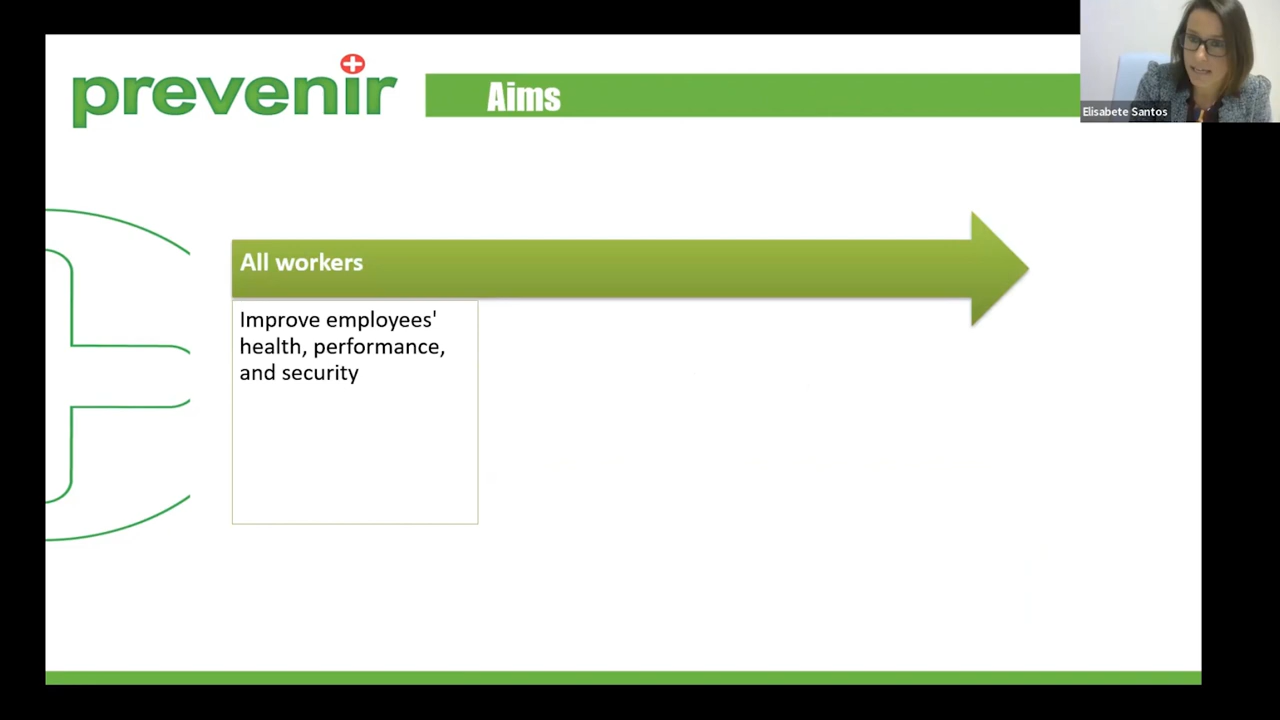 prevenir
Aims
Elisabete Santos
All workers
Improve employees'
health, performance,
and security